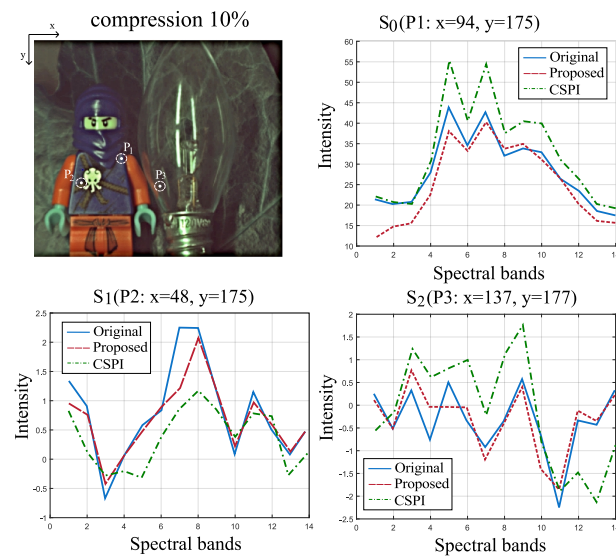 compression 10%
x
y
P1
P2
P3
S0(P1: x=94, y=175)
60
55
50
45
40
35
30
25
20
15
10
0 2 4 6 8 10 12 14
Intensity
Spectral bands
Original
Proposed
CSPI
S1(P2: x=48, y=175)
2.5
2
1.5
1
0.5
0
-0.5
-1
0 2 4 6 8 10 12 14
Intensity
Spectral bands
Original
Proposed
CSPI
S2(P3: x=137, y=177)
2
1.5
1
0.5
0
-0.5
-1
-1.5
-2
-2.5
0 2 4 6 8 10 12 14
Intensity
Spectral bands
Original
Proposed
CSPI